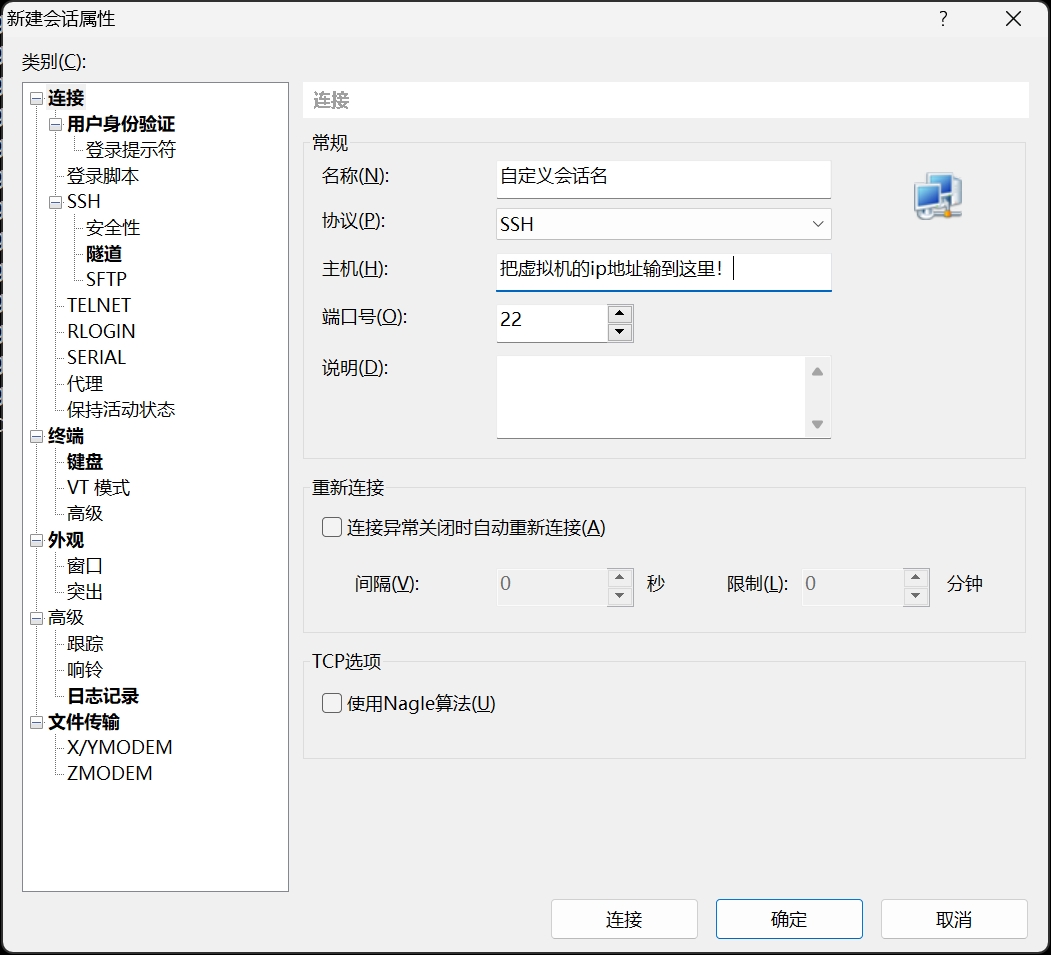 新建会话属性
?
类别(C):
连接
用户身份验证
登录提示符
登录脚本
SSH
安全性
隧道
SFTP
TELNET
RLOGIN
SERIAL
代理
保持活动状态
终端
键盘
VT 模式
高级
外观
窗口
突出
高级
跟踪
响铃
日志记录
文件传输
X/YMODEM
ZMODEM
连接
常规
名称(N): 自定义会话名
协议(P): SSH
主机(H): 把虚拟机的ip地址输到这里！
端口号(O): 22
说明(D):
重新连接
连接异常关闭时自动重新连接(A)
间隔(V): 0 秒 限制(L): 0 分钟
TCP选项
使用Nagle算法(U)
连接 确定 取消